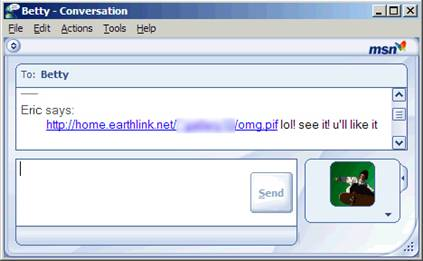 Betty - Conversation
File Edit Actions Tools Help
msn
To: Betty
Eric says:
http://home.earthlink.net/ /omg.pif lol! see it! u'll like it
Send